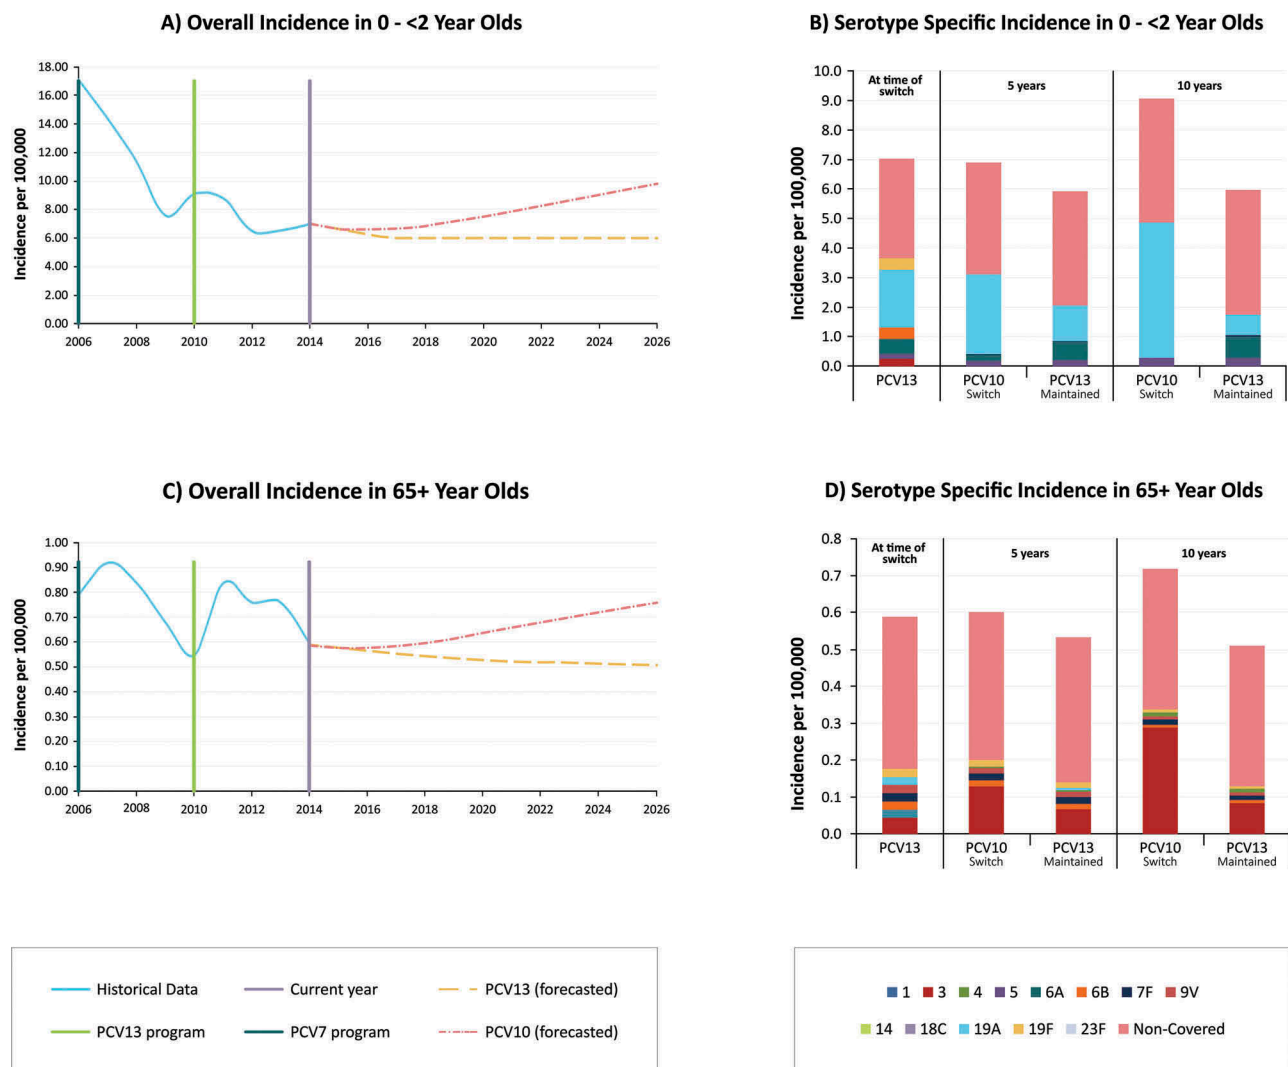 A) Overall Incidence in 0 - <2 Year Olds
Incidence per 100,000
18.00
16.00
14.00
12.00
10.00
8.00
6.00
4.00
2.00
0.00
2006 2008 2010 2012 2014 2016 2018 2020 2022 2024 2026
B) Serotype Specific Incidence in 0 - <2 Year Olds
Incidence per 100,000
10.0
9.0
8.0
7.0
6.0
5.0
4.0
3.0
2.0
1.0
0.0
At time of
switch
5 years
10 years
PCV13 PCV10 PCV13 PCV10 PCV13
Switch Maintained Switch Maintained
C) Overall Incidence in 65+ Year Olds
Incidence per 100,000
1.00
0.90
0.80
0.70
0.60
0.50
0.40
0.30
0.20
0.10
0.00
2006 2008 2010 2012 2014 2016 2018 2020 2022 2024 2026
D) Serotype Specific Incidence in 65+ Year Olds
Incidence per 100,000
0.8
0.7
0.6
0.5
0.4
0.3
0.2
0.1
0.0
At time of
switch
5 years
10 years
PCV13 PCV10 PCV13 PCV10 PCV13
Switch Maintained Switch Maintained
Historical Data Current year PCV13 (forecasted)
PCV13 program PCV7 program PCV10 (forecasted)
1 3 4 5 6A 6B 7F 9V
14 18C 19A 19F 23F Non-Covered